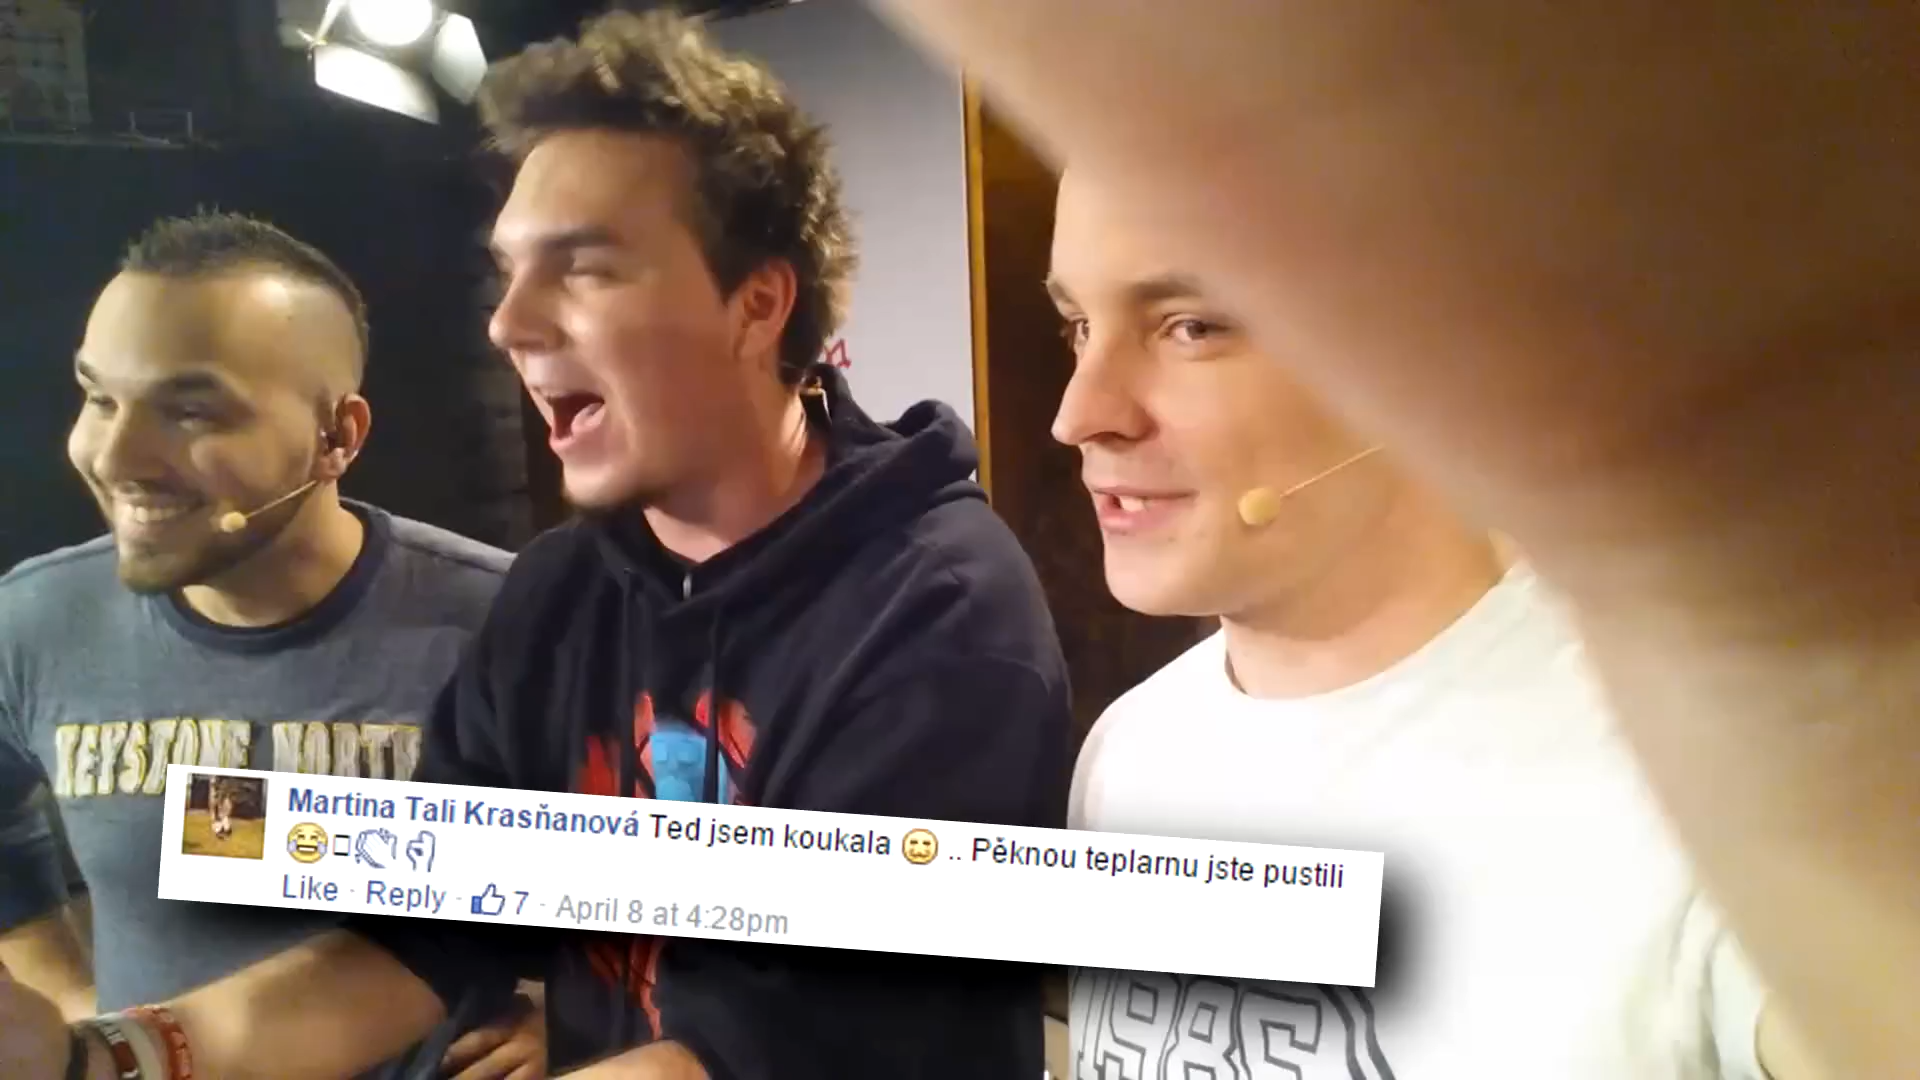 KEYSTONE NORTH
Martina Tali Krasňanová Ted jsem koukala 😊 .. Pěknou teplarnu jste pustili
😂□👏👌
Like · Reply · 👍 7 · April 8 at 4:28pm
1985